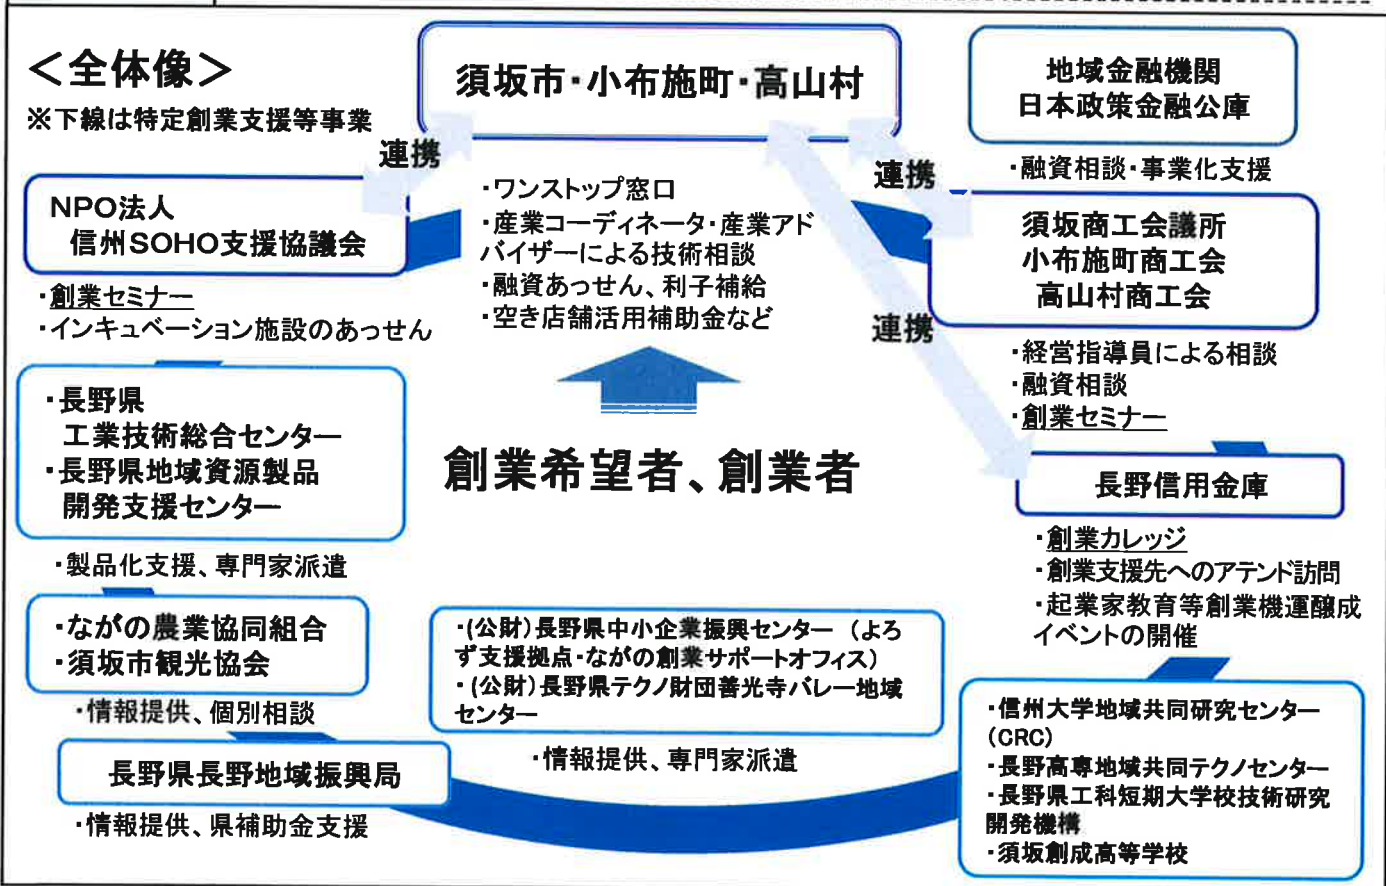 ＜全体像＞
※下線は特定創業支援等事業
須坂市・小布施町・高山村
地域金融機関
日本政策金融公庫
・融資相談・事業化支援
連携
連携
連携
NPO法人
信州SOHO支援協議会
・創業セミナー
・インキュベーション施設のあっせん
・ワンストップ窓口
・産業コーディネータ・産業アド
バイザーによる技術相談
・融資あっせん、利子補給
・空き店舗活用補助金など
須坂商工会議所
小布施町商工会
高山村商工会
・経営指導員による相談
・融資相談
・創業セミナー
・長野県
工業技術総合センター
・長野県地域資源製品
開発支援センター
・製品化支援、専門家派遣
創業希望者、創業者
長野信用金庫
・創業カレッジ
・創業支援先へのアテンド訪問
・起業家教育等創業機運醸成
イベントの開催
・ながの農業協同組合
・須坂市観光協会
・情報提供、個別相談
・(公財)長野県中小企業振興センター （よろ
ず支援拠点・ながの創業サポートオフィス）
・(公財)長野県テクノ財団善光寺バレー地域
センター
・情報提供、専門家派遣
長野県長野地域振興局
・情報提供、県補助金支援
・信州大学地域共同研究センター
(CRC)
・長野高専地域共同テクノセンター
・長野県工科短期大学校技術研究
開発機構
・須坂創成高等学校